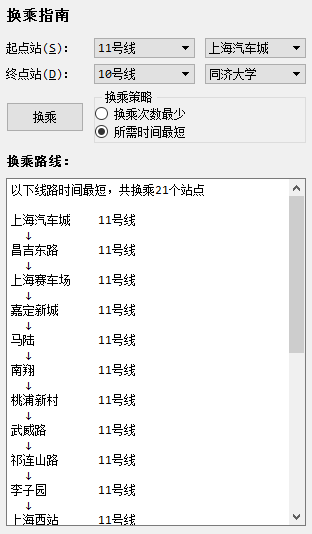 换乘指南
起点站(S): 11号线 上海汽车城
终点站(D): 10号线 同济大学
换乘策略
换乘 换乘次数最少
所需时间最短
换乘路线:
以下线路时间最短，共换乘21个站点
上海汽车城 11号线
↓
昌吉东路 11号线
↓
上海赛车场 11号线
↓
嘉定新城 11号线
↓
马陆 11号线
↓
南翔 11号线
↓
桃浦新村 11号线
↓
武威路 11号线
↓
祁连山路 11号线
↓
李子园 11号线
↓
上海西站 11号线